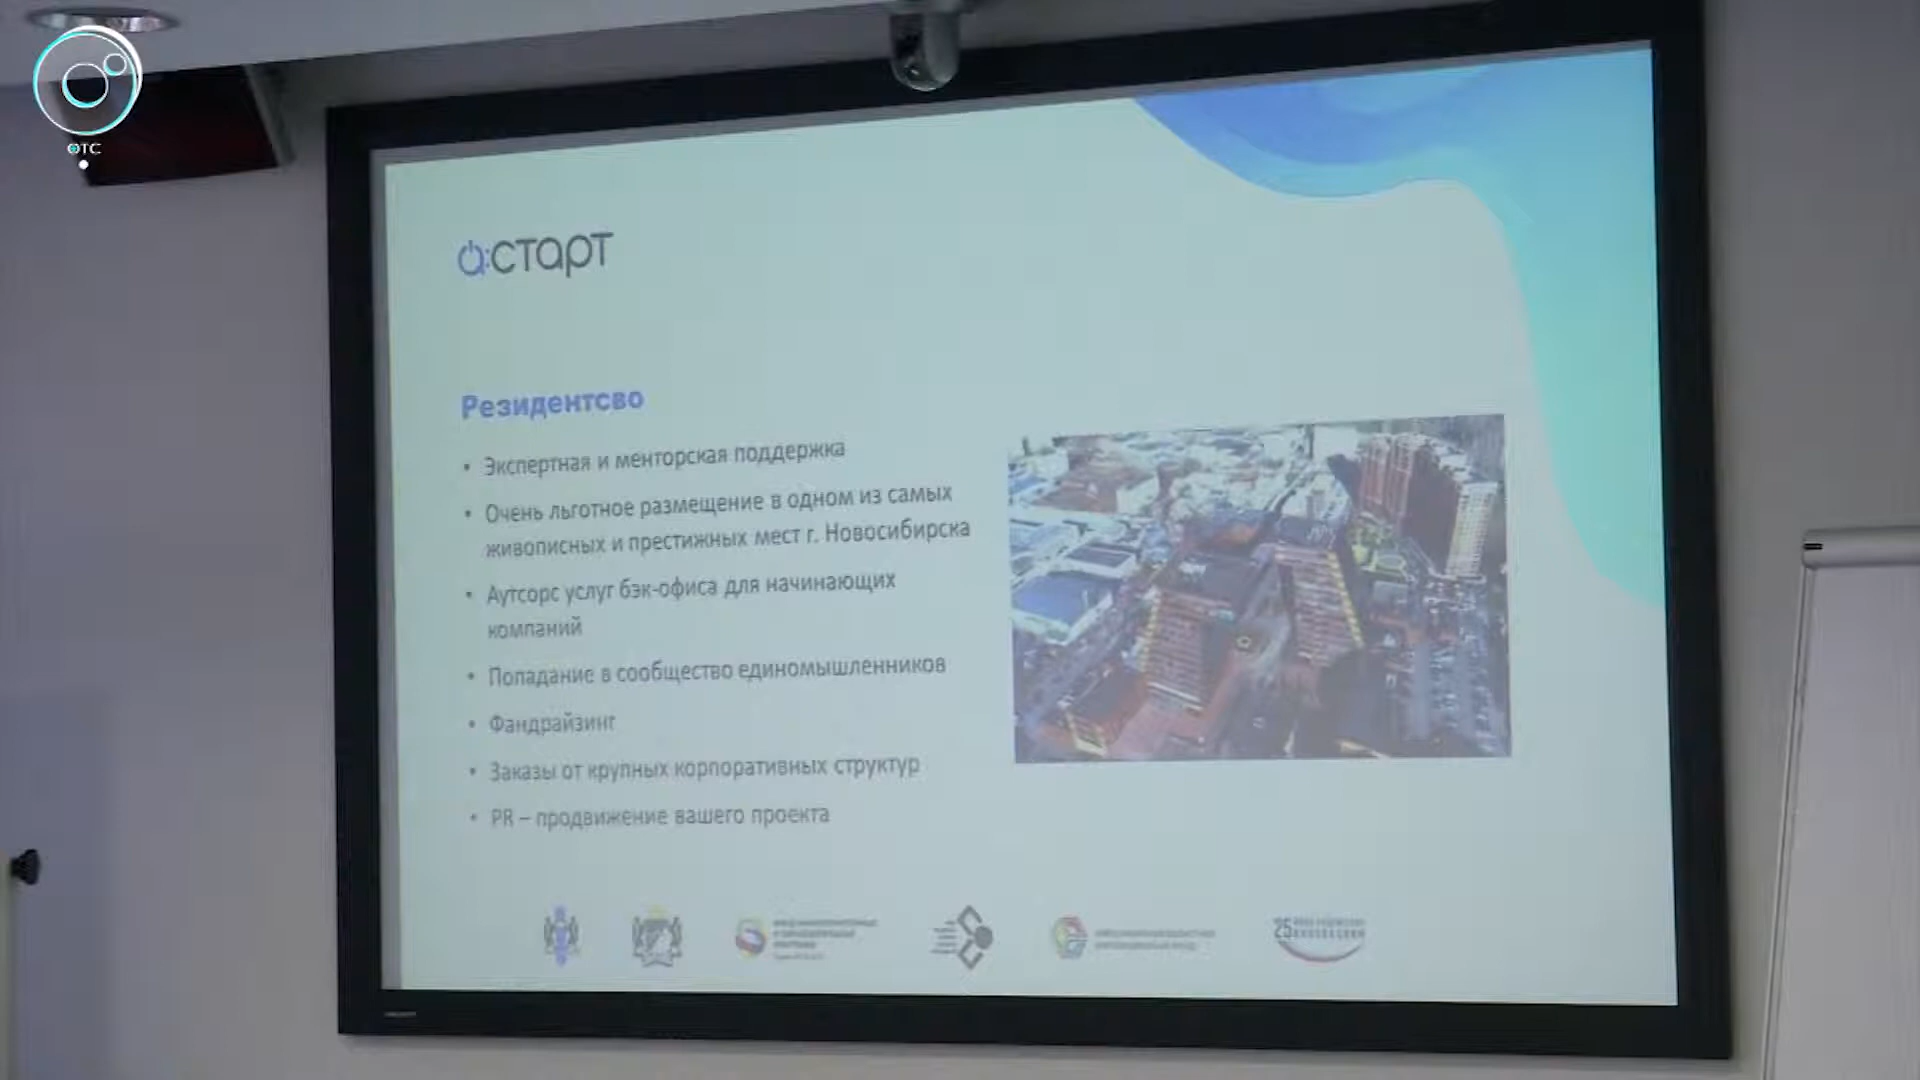 ОТС
а:старт
Резидентсво
• Экспертная и менторская поддержка
• Очень льготное размещение в одном из самых
живописных и престижных мест г. Новосибирска
• Аутсорс услуг бэк-офиса для начинающих
компаний
• Попадание в сообщество единомышленников
• Фандрайзинг
• Заказы от крупных корпоративных структур
• PR – продвижение вашего проекта
25